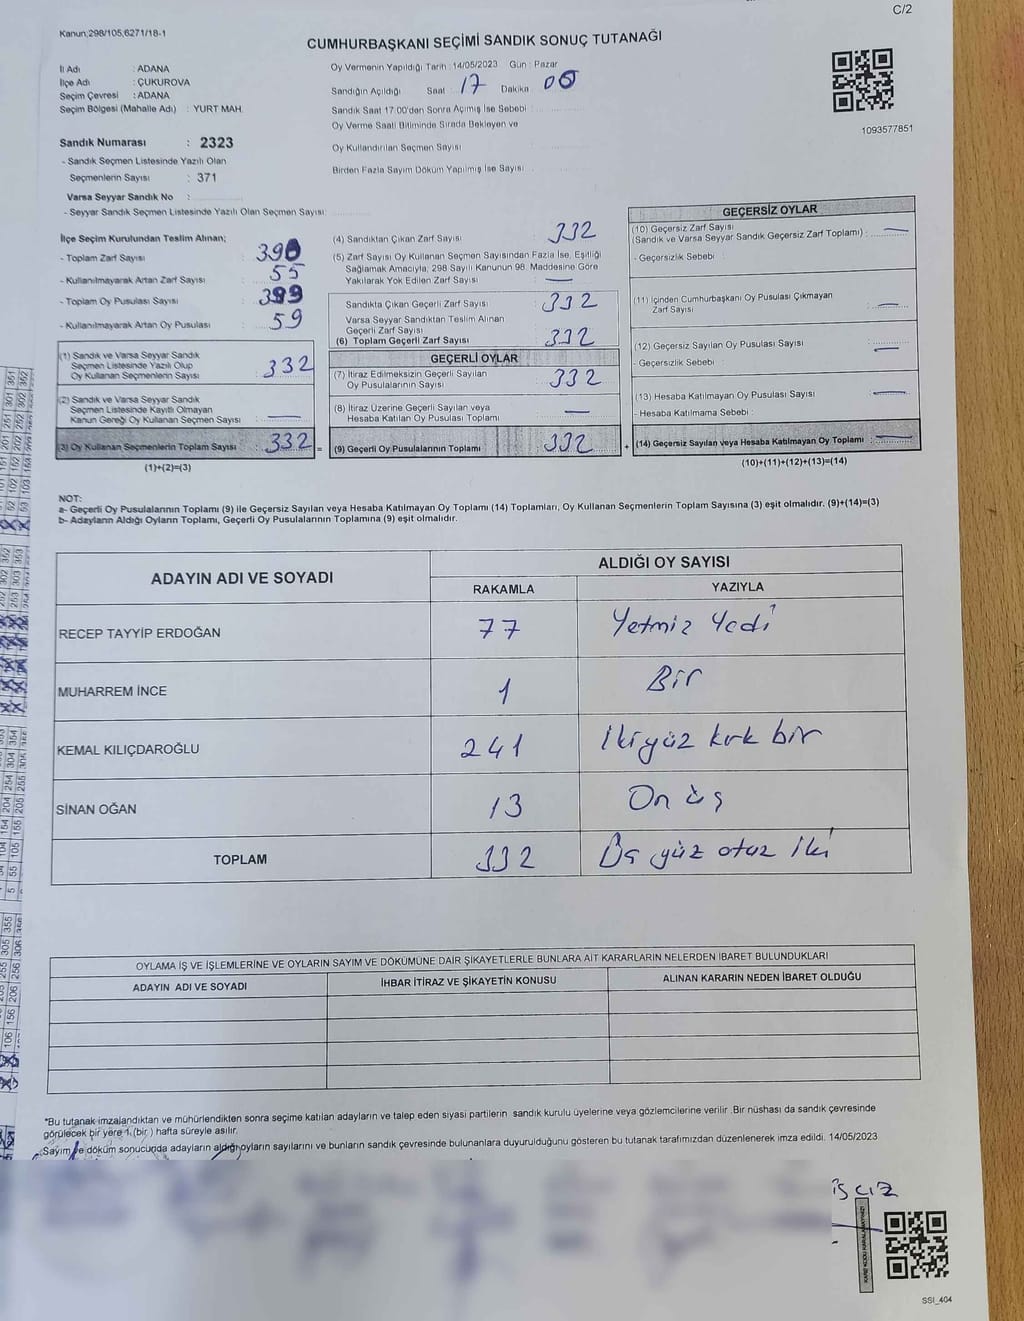 C/2
Kanun;298/105,6271/18-1
CUMHURBAŞKANI SEÇİMİ SANDIK SONUÇ TUTANAĞI
İl Adı : ADANA
İlçe Adı : ÇUKUROVA
Seçim Çevresi : ADANA
Seçim Bölgesi (Mahalle Adı) : YURT MAH.
Oy Vermenin Yapıldığı Tarih : 14/05/2023 Gün : Pazar
Sandığın Açıldığı Saat 17 Dakika 00
Sandık Saat 17:00'den Sonra Açılmış İse Sebebi :
Oy Verme Saati Bitiminde Sırada Bekleyen ve
Oy Kullandırılan Seçmen Sayısı
Birden Fazla Sayım Döküm Yapılmış İse Sayısı :
1093577851
Sandık Numarası : 2323
- Sandık Seçmen Listesinde Yazılı Olan
Seçmenlerin Sayısı : 371
Varsa Seyyar Sandık No :
- Seyyar Sandık Seçmen Listesinde Yazılı Olan Seçmen Sayısı:
İlçe Seçim Kurulundan Teslim Alınan;
- Toplam Zarf Sayısı :
- Kullanılmayarak Artan Zarf Sayısı : 55
- Toplam Oy Pusulası Sayısı : 399
- Kullanılmayarak Artan Oy Pusulası : 59
(1) Sandık ve Varsa Seyyar Sandık
Seçmen Listesinde Yazılı Olup
Oy Kullanan Seçmenlerin Sayısı : 332
(2) Sandık ve Varsa Seyyar Sandık
Seçmen Listesinde Kayıtlı Olmayan
Kanun Gereği Oy Kullanan Seçmen Sayısı : —
(3) Oy Kullanan Seçmenlerin Toplam Sayısı : 332 =
(1)+(2)=(3)
(4) Sandıktan Çıkan Zarf Sayısı : 332
(5) Zarf Sayısı Oy Kullanan Seçmen Sayısından Fazla İse, Eşitliği
Sağlamak Amacıyla, 298 Sayılı Kanunun 98. Maddesine Göre
Yakılarak Yok Edilen Zarf Sayısı : —
Sandıkta Çıkan Geçerli Zarf Sayısı : 332
Varsa Seyyar Sandıktan Teslim Alınan
Geçerli Zarf Sayısı :
(6) Toplam Geçerli Zarf Sayısı : 332
GEÇERLİ OYLAR
(7) İtiraz Edilmeksizin Geçerli Sayılan
Oy Pusulalarının Sayısı : 332
(8) İtiraz Üzerine Geçerli Sayılan veya
Hesaba Katılan Oy Pusulası Toplamı : —
(9) Geçerli Oy Pusulalarının Toplamı : 332 +
GEÇERSİZ OYLAR
(10) Geçersiz Zarf Sayısı
(Sandık ve Varsa Seyyar Sandık Geçersiz Zarf Toplamı) : —
- Geçersizlik Sebebi :
(11) İçinden Cumhurbaşkanı Oy Pusulası Çıkmayan
Zarf Sayısı : —
(12) Geçersiz Sayılan Oy Pusulası Sayısı : —
- Geçersizlik Sebebi :
(13) Hesaba Katılmayan Oy Pusulası Sayısı : —
- Hesaba Katılmama Sebebi :
(14) Geçersiz Sayılan veya Hesaba Katılmayan Oy Toplamı : —
(10)+(11)+(12)+(13)=(14)
NOT:
a- Geçerli Oy Pusulalarının Toplamı (9) ile Geçersiz Sayılan veya Hesaba Katılmayan Oy Toplamı (14) Toplamları, Oy Kullanan Seçmenlerin Toplam Sayısına (3) eşit olmalıdır. (9)+(14)=(3)
b- Adayların Aldığı Oyların Toplamı, Geçerli Oy Pusulalarının Toplamına (9) eşit olmalıdır.
ADAYIN ADI VE SOYADI ALDIĞI OY SAYISI
RAKAMLA YAZIYLA
RECEP TAYYİP ERDOĞAN 77 Yetmiz Yedi
MUHARREM İNCE 1 Bir
KEMAL KILIÇDAROĞLU 241 İkiyüz kırk bir
SİNAN OĞAN 13 On üş
TOPLAM 332 Üç yüz otuz iki
OYLAMA İŞ VE İŞLEMLERİNE VE OYLARIN SAYIM VE DÖKÜMÜNE DAİR ŞİKAYETLERLE BUNLARA AİT KARARLARIN NELERDEN İBARET BULUNDUKLARI
ADAYIN ADI VE SOYADI İHBAR İTİRAZ VE ŞİKAYETİN KONUSU ALINAN KARARIN NEDEN İBARET OLDUĞU
*Bu tutanak imzalandıktan ve mühürlendikten sonra seçime katılan adayların ve talep eden siyasi partilerin sandık kurulu üyelerine veya gözlemcilerine verilir .Bir nüshası da sandık çevresinde
görülecek bir yere 1 (bir ) hafta süreyle asılır.
Sayım ve döküm sonucunda adayların aldığı oyların sayılarını ve bunların sandık çevresinde bulunanlara duyurulduğunu gösteren bu tutanak tarafımızdan düzenlenerek imza edildi. 14/05/2023
SSI_404